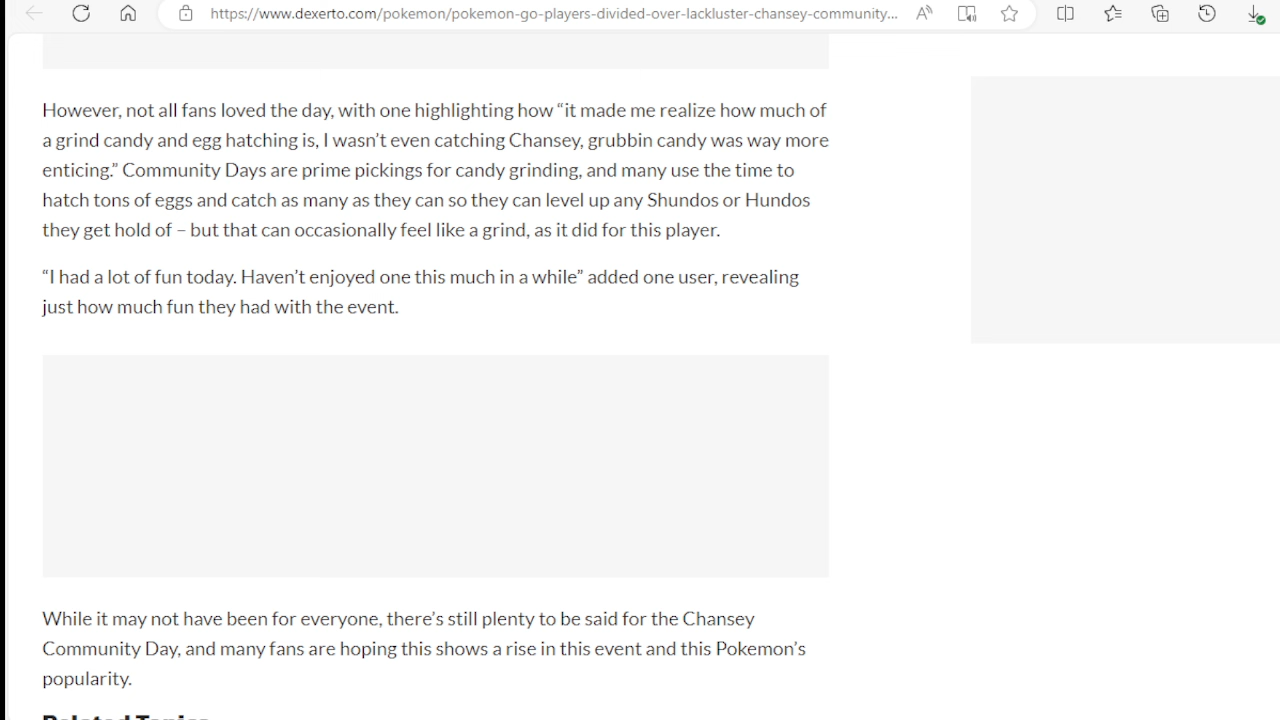 https://www.dexerto.com/pokemon/pokemon-go-players-divided-over-lackluster-chansey-community...
However, not all fans loved the day, with one highlighting how “it made me realize how much of
a grind candy and egg hatching is, I wasn’t even catching Chansey, grubbin candy was way more
enticing.” Community Days are prime pickings for candy grinding, and many use the time to
hatch tons of eggs and catch as many as they can so they can level up any Shundos or Hundos
they get hold of – but that can occasionally feel like a grind, as it did for this player.
“I had a lot of fun today. Haven’t enjoyed one this much in a while” added one user, revealing
just how much fun they had with the event.
While it may not have been for everyone, there’s still plenty to be said for the Chansey
Community Day, and many fans are hoping this shows a rise in this event and this Pokemon’s
popularity.
Related Topics